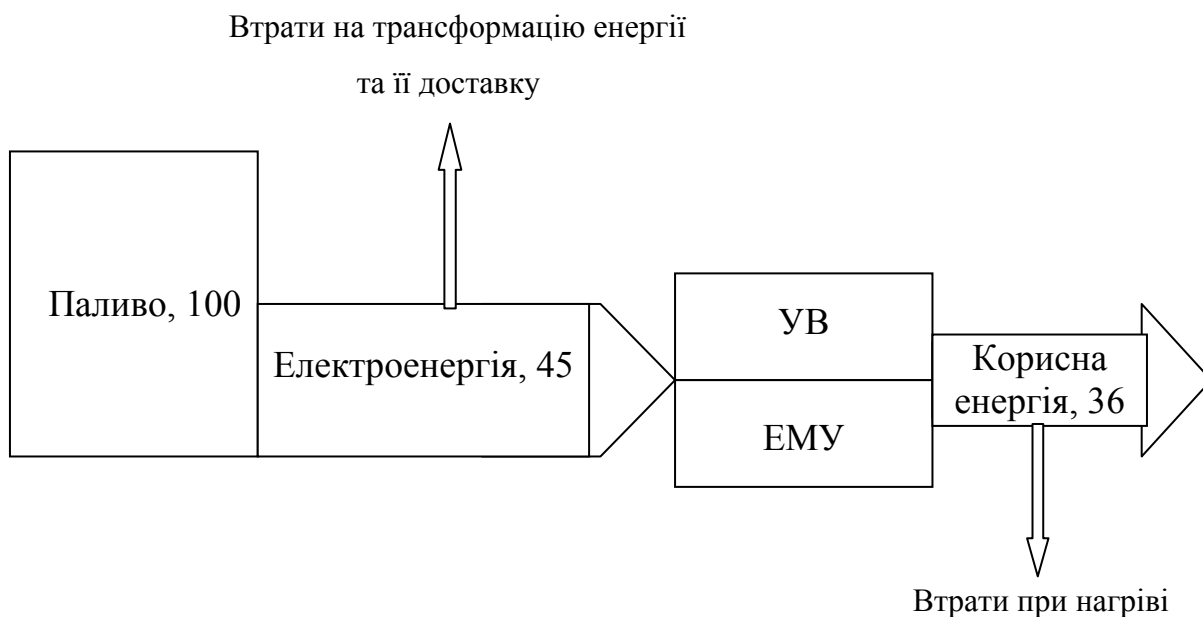 Втрати на трансформацію енергії
та її доставку
Паливо, 100
Електроенергія, 45
УВ
ЕМУ
Корисна
енергія, 36
Втрати при нагріві